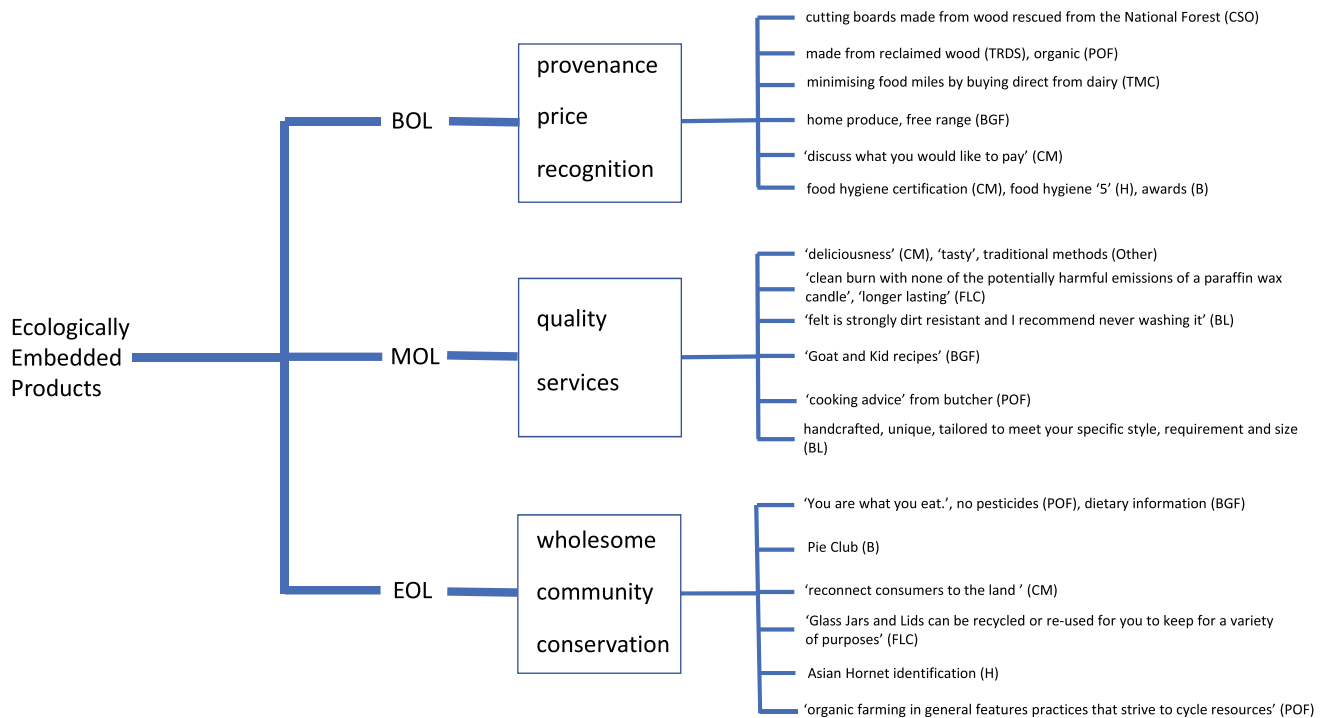 Ecologically
Embedded
Products
BOL
provenance
price
recognition
cutting boards made from wood rescued from the National Forest (CSO)
made from reclaimed wood (TRDS), organic (POF)
minimising food miles by buying direct from dairy (TMC)
home produce, free range (BGF)
‘discuss what you would like to pay’ (CM)
food hygiene certification (CM), food hygiene ‘5’ (H), awards (B)
MOL
quality
services
‘deliciousness’ (CM), ‘tasty’, traditional methods (Other)
‘clean burn with none of the potentially harmful emissions of a paraffin wax
candle’, ‘longer lasting’ (FLC)
‘felt is strongly dirt resistant and I recommend never washing it’ (BL)
‘Goat and Kid recipes’ (BGF)
‘cooking advice’ from butcher (POF)
handcrafted, unique, tailored to meet your specific style, requirement and size
(BL)
EOL
wholesome
community
conservation
‘You are what you eat.’, no pesticides (POF), dietary information (BGF)
Pie Club (B)
‘reconnect consumers to the land ’ (CM)
‘Glass Jars and Lids can be recycled or re-used for you to keep for a variety
of purposes’ (FLC)
Asian Hornet identification (H)
‘organic farming in general features practices that strive to cycle resources’ (POF)